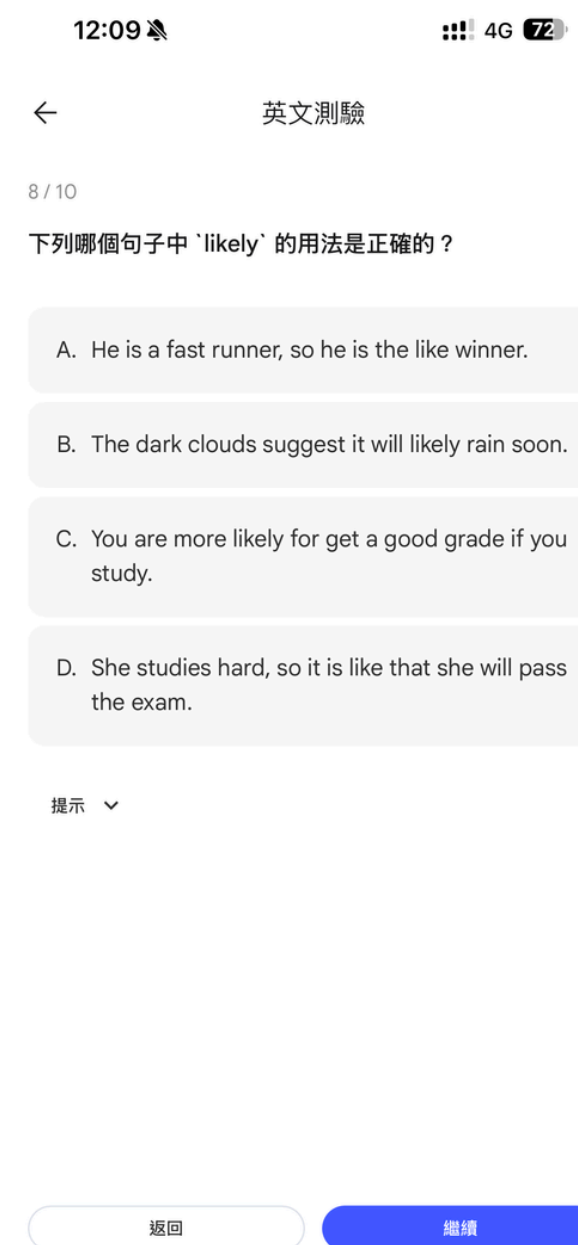 12:09 4G 72
英文測驗
8 / 10
下列哪個句子中 `likely` 的用法是正確的？
A. He is a fast runner, so he is the like winner.
B. The dark clouds suggest it will likely rain soon.
C. You are more likely for get a good grade if you
study.
D. She studies hard, so it is like that she will pass
the exam.
提示
返回 繼續